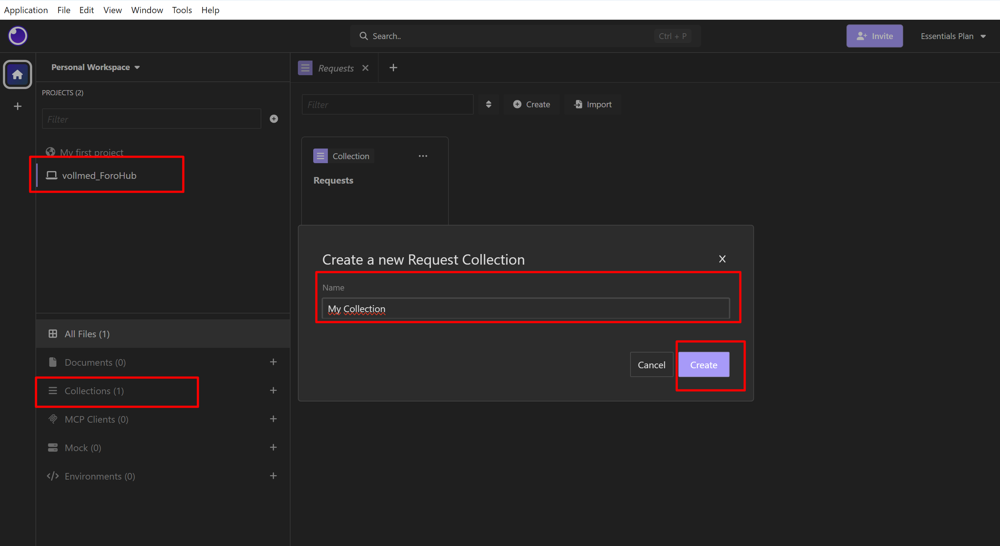 Application File Edit View Window Tools Help
Search.. Ctrl + P Invite Essentials Plan
Personal Workspace
Requests
PROJECTS (2)
Filter
Filter
Create
Import
My first project
vollmed_ForoHub
Collection
Requests
Create a new Request Collection
Name
My Collection
Cancel
Create
All Files (1)
Documents (0)
Collections (1)
MCP Clients (0)
Mock (0)
Environments (0)